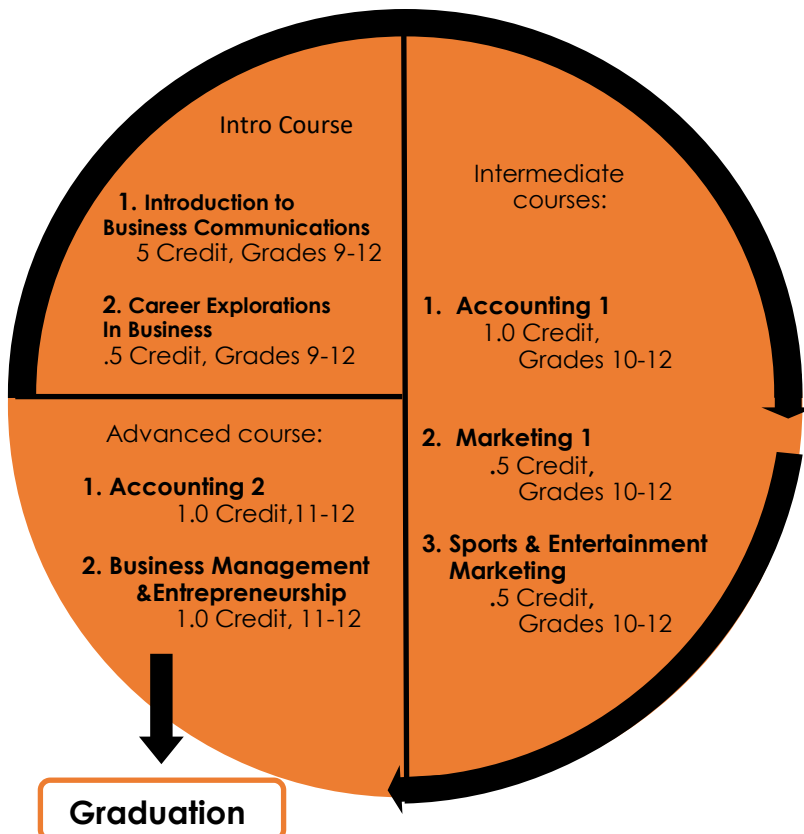 Intro Course
1. Introduction to
Business Communications
5 Credit, Grades 9-12
2. Career Explorations
In Business
.5 Credit, Grades 9-12
Intermediate
courses:
1. Accounting 1
1.0 Credit,
Grades 10-12
2. Marketing 1
.5 Credit,
Grades 10-12
3. Sports & Entertainment
Marketing
.5 Credit,
Grades 10-12
Advanced course:
1. Accounting 2
1.0 Credit,11-12
2. Business Management
&Entrepreneurship
1.0 Credit, 11-12
Graduation